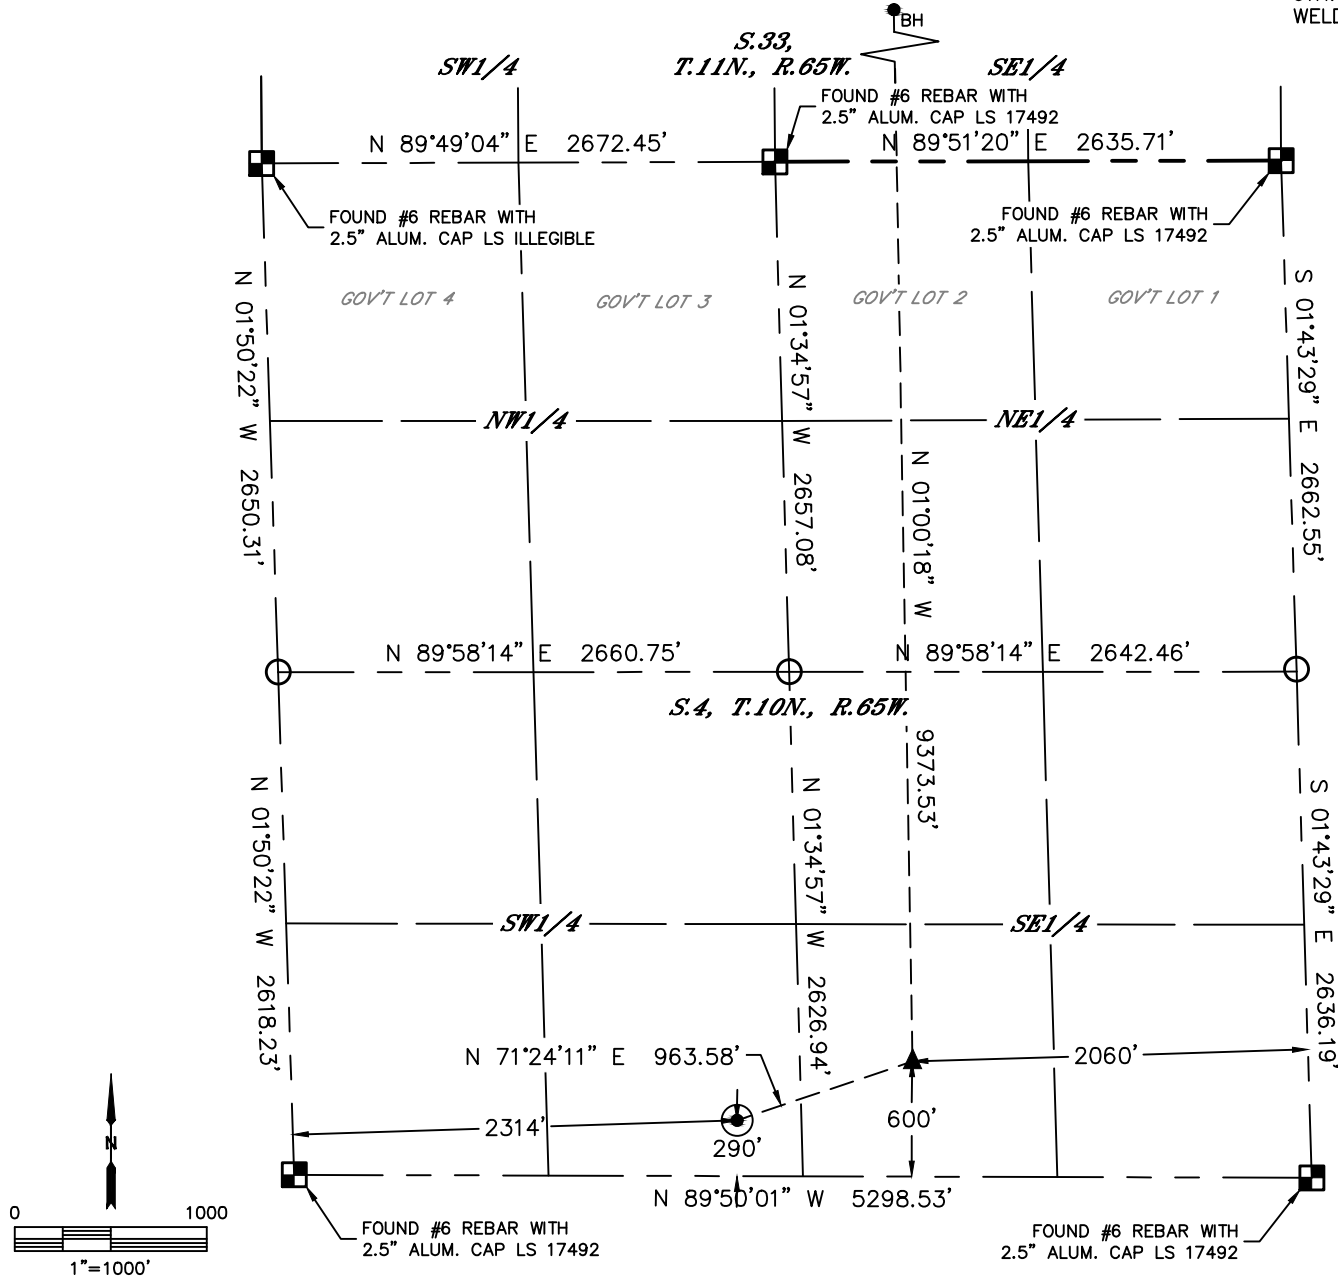 WELD
BH
S.33,
T.11N., R.65W.
SW1/4
SE1/4
FOUND #6 REBAR WITH
2.5" ALUM. CAP LS 17492
N 89°49'04" E 2672.45'
N 89°51'20" E 2635.71'
FOUND #6 REBAR WITH
2.5" ALUM. CAP LS ILLEGIBLE
FOUND #6 REBAR WITH
2.5" ALUM. CAP LS 17492
GOV'T LOT 4
GOV'T LOT 3
GOV'T LOT 2
GOV'T LOT 1
N 01°50'22" W 2650.31'
N 01°34'57" W 2657.08'
S 01°43'29" E 2662.55'
NW1/4
NE1/4
N 01°00'18" W 9373.53'
N 89°58'14" E 2660.75'
N 89°58'14" E 2642.46'
S.4, T.10N., R.65W.
N 01°50'22" W 2618.23'
N 01°34'57" W 2626.94'
S 01°43'29" E 2636.19'
SW1/4
SE1/4
N 71°24'11" E 963.58'
2060'
2314'
600'
290'
N 89°50'01" W 5298.53'
N
0 1000
1"=1000'
FOUND #6 REBAR WITH
2.5" ALUM. CAP LS 17492
FOUND #6 REBAR WITH
2.5" ALUM. CAP LS 17492